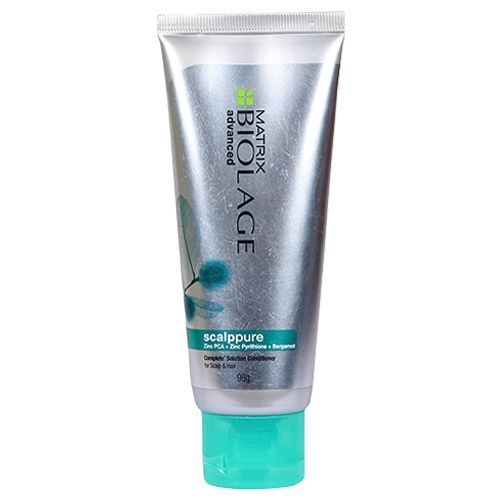 MATRIX
BIOLAGE
advanced
scalppure
Zinc PCA + Zinc Pyrithione + Bergamot
Complete Solution Conditioner
for Scalp & Hair
98g